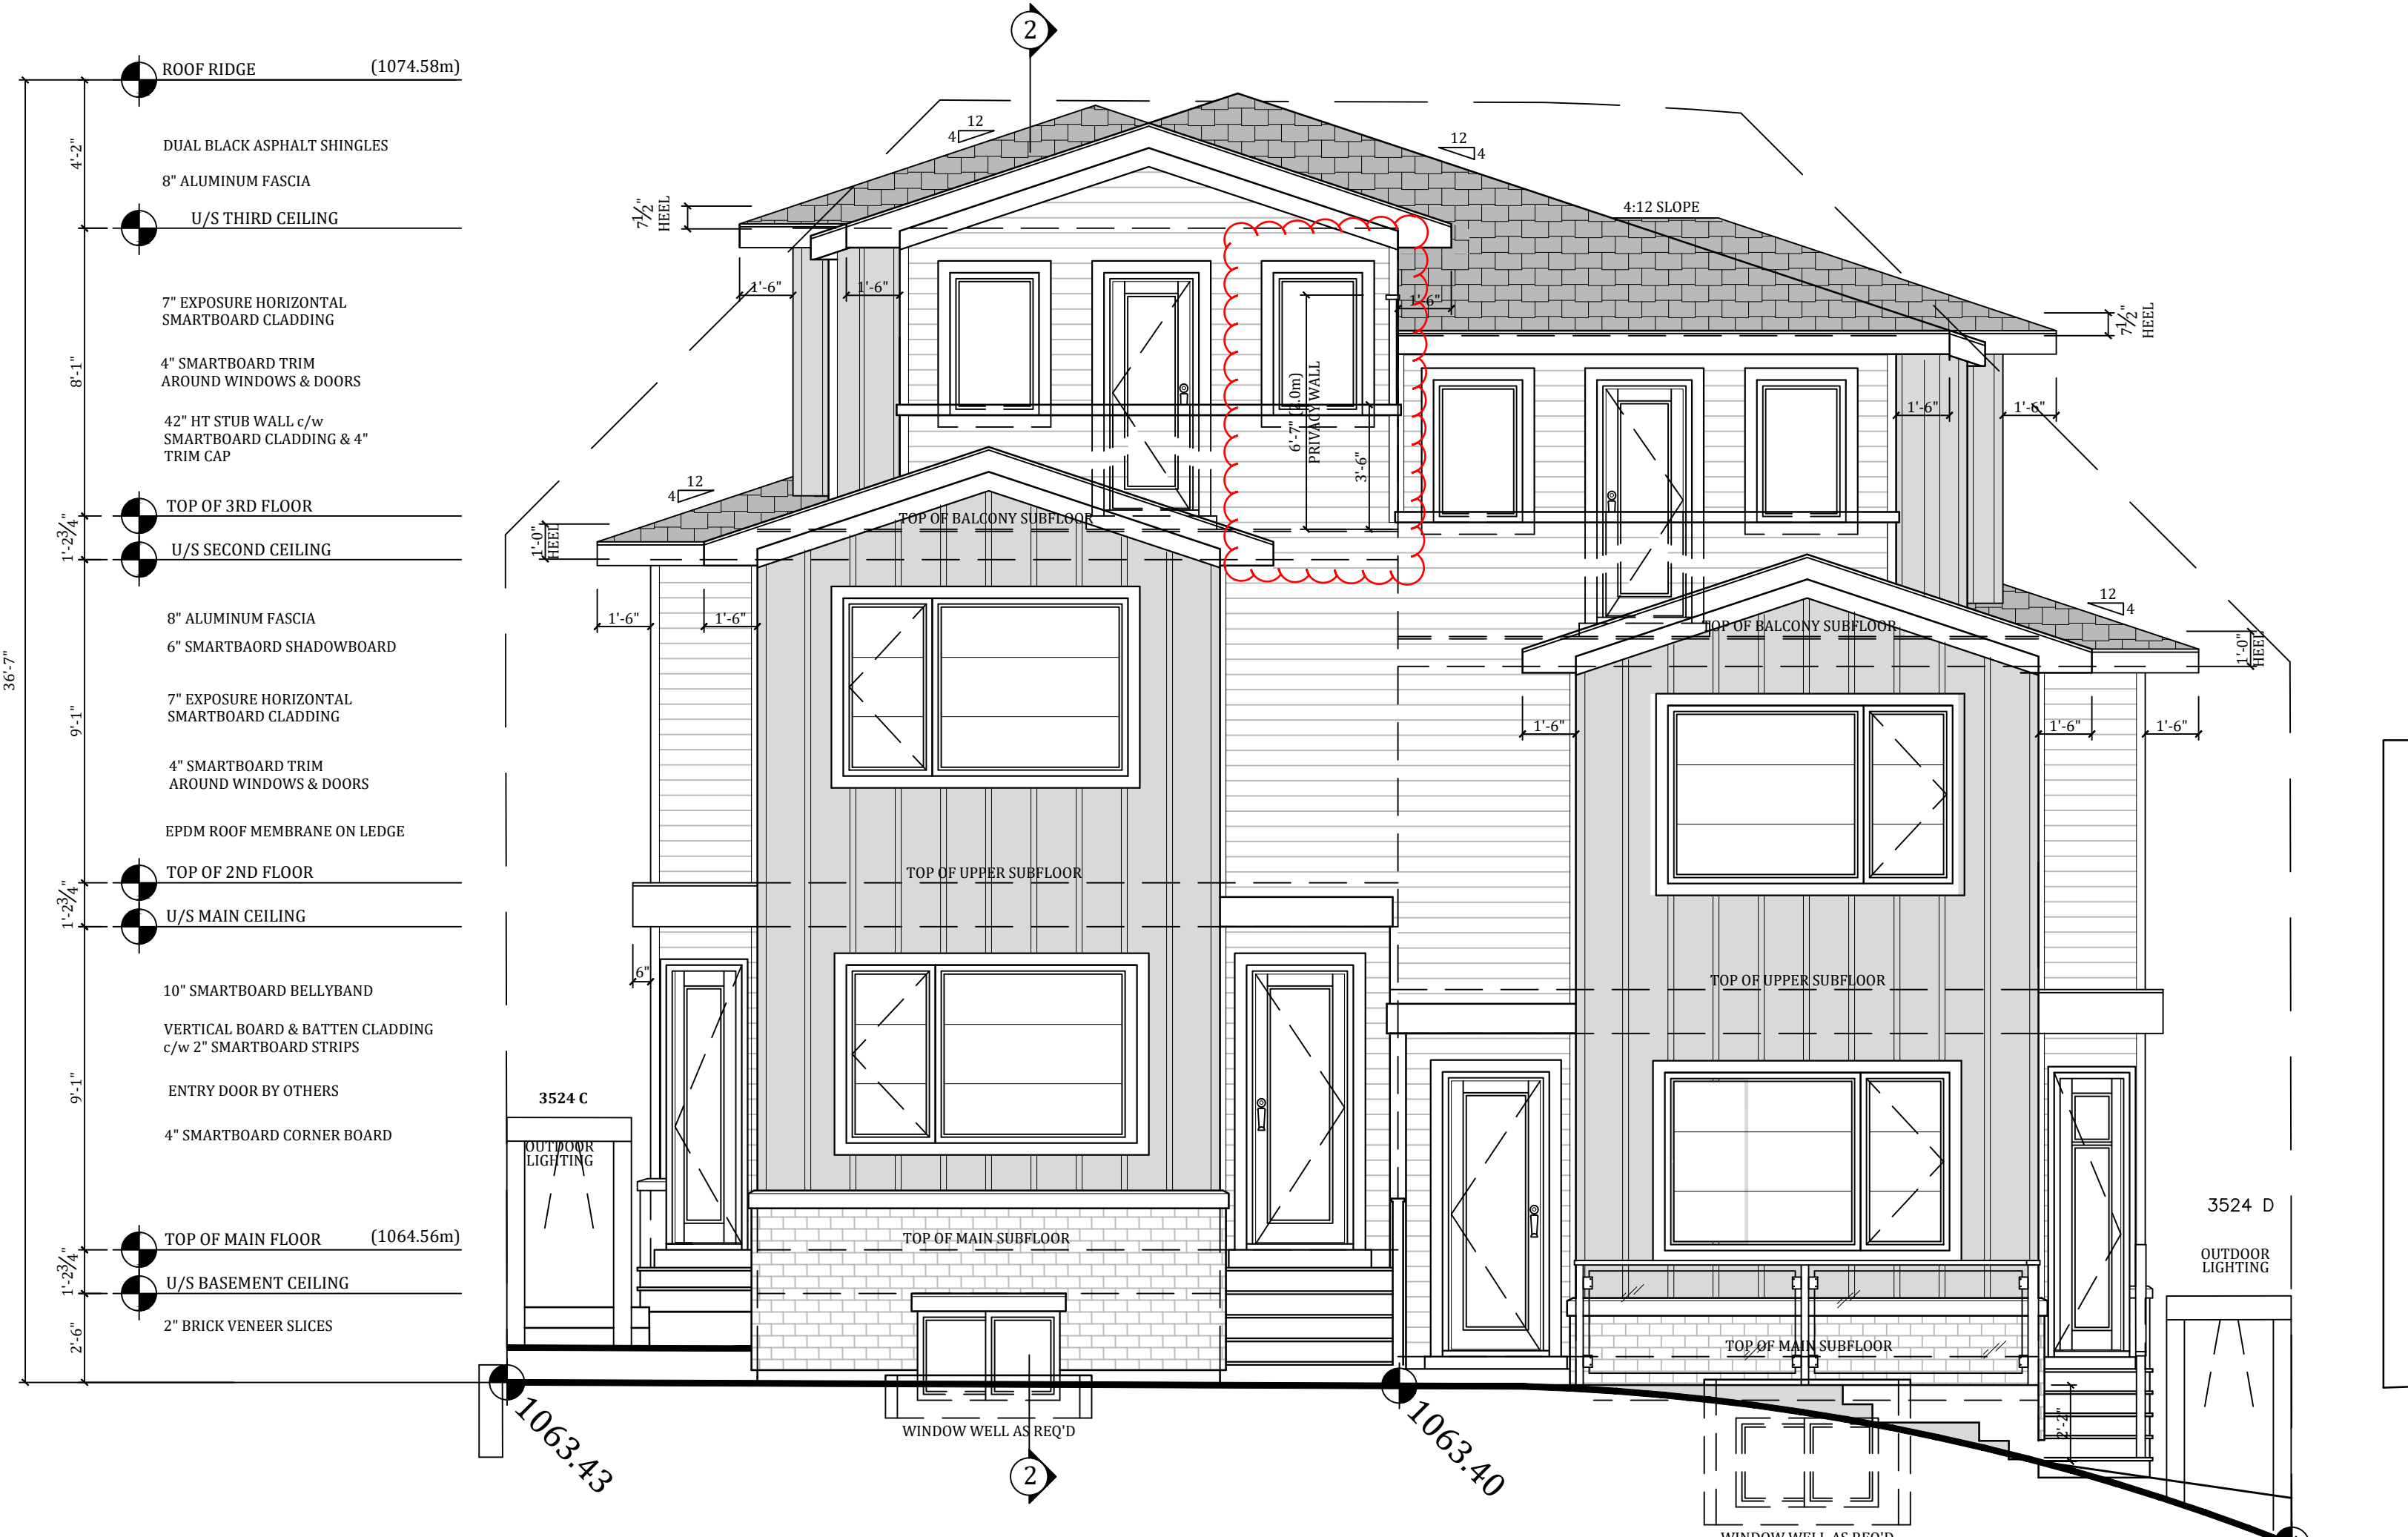 2
ROOF RIDGE (1074.58m)
4'-2"
DUAL BLACK ASPHALT SHINGLES
8" ALUMINUM FASCIA
U/S THIRD CEILING
8'-1"
7" EXPOSURE HORIZONTAL
SMARTBOARD CLADDING
4" SMARTBOARD TRIM
AROUND WINDOWS & DOORS
42" HT STUB WALL c/w
SMARTBOARD CLADDING & 4"
TRIM CAP
TOP OF 3RD FLOOR
1'-2¾"
U/S SECOND CEILING
8" ALUMINUM FASCIA
6" SMARTBAORD SHADOWBOARD
36'-7"
9'-1"
7" EXPOSURE HORIZONTAL
SMARTBOARD CLADDING
4" SMARTBOARD TRIM
AROUND WINDOWS & DOORS
EPDM ROOF MEMBRANE ON LEDGE
TOP OF 2ND FLOOR
1'-2¾"
U/S MAIN CEILING
10" SMARTBOARD BELLYBAND
VERTICAL BOARD & BATTEN CLADDING
c/w 2" SMARTBOARD STRIPS
9'-1"
ENTRY DOOR BY OTHERS
4" SMARTBOARD CORNER BOARD
TOP OF MAIN FLOOR (1064.56m)
1'-2¾"
U/S BASEMENT CEILING
2'-6"
2" BRICK VENEER SLICES
12
4
12
4
7½"
HEEL
4:12 SLOPE
1'-6"
1'-6"
1'-6"
7½"
HEEL
6'-7" (2.0m)
PRIVACY WALL
3'-6"
1'-6"
1'-6"
12
4
TOP OF BALCONY SUBFLOOR
1'-0"
HEEL
1'-6"
1'-6"
12
4
TOP OF BALCONY SUBFLOOR
1'-0"
HEEL
1'-6"
1'-6"
1'-6"
TOP OF UPPER SUBFLOOR
6"
TOP OF UPPER SUBFLOOR
3524 C
OUTDOOR
LIGHTING
3524 D
TOP OF MAIN SUBFLOOR
OUTDOOR
LIGHTING
TOP OF MAIN SUBFLOOR
1063.43
WINDOW WELL AS REQ'D
1063.40
2'-2"
2
WINDOW WELL AS REQ'D